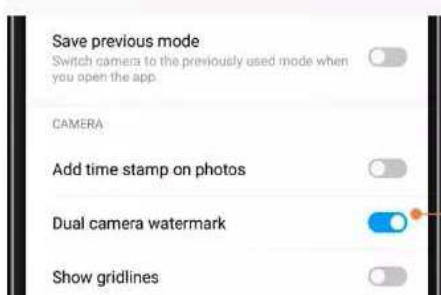 Save previous mode
Switch camera to the previously used mode when
you open the app
CAMERA
Add time stamp on photos
Dual camera watermark
Show gridlines